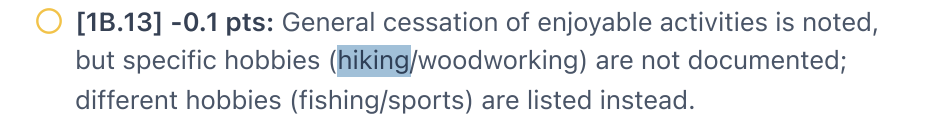 [1B.13] -0.1 pts: General cessation of enjoyable activities is noted,
but specific hobbies (hiking/woodworking) are not documented;
different hobbies (fishing/sports) are listed instead.